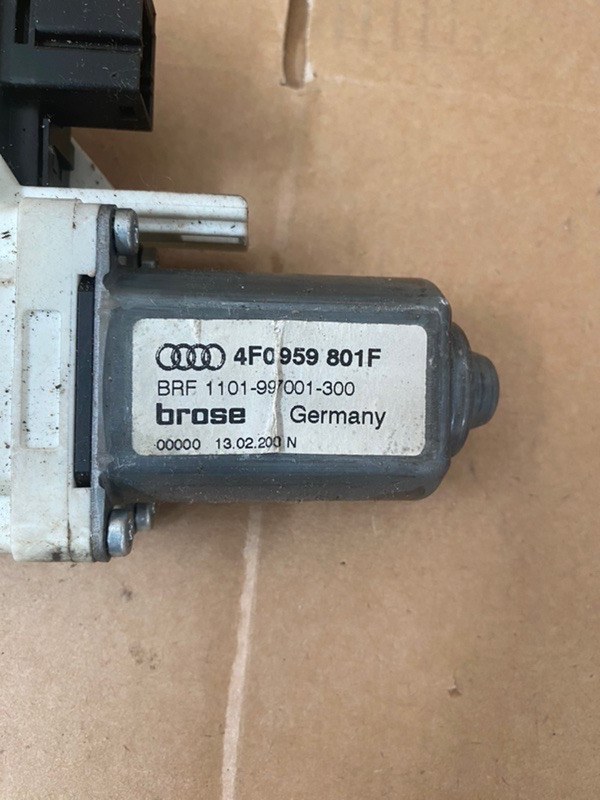 4F0959 801F
BRF 1101-997001-300
brose Germany
00000 13.02.200 N